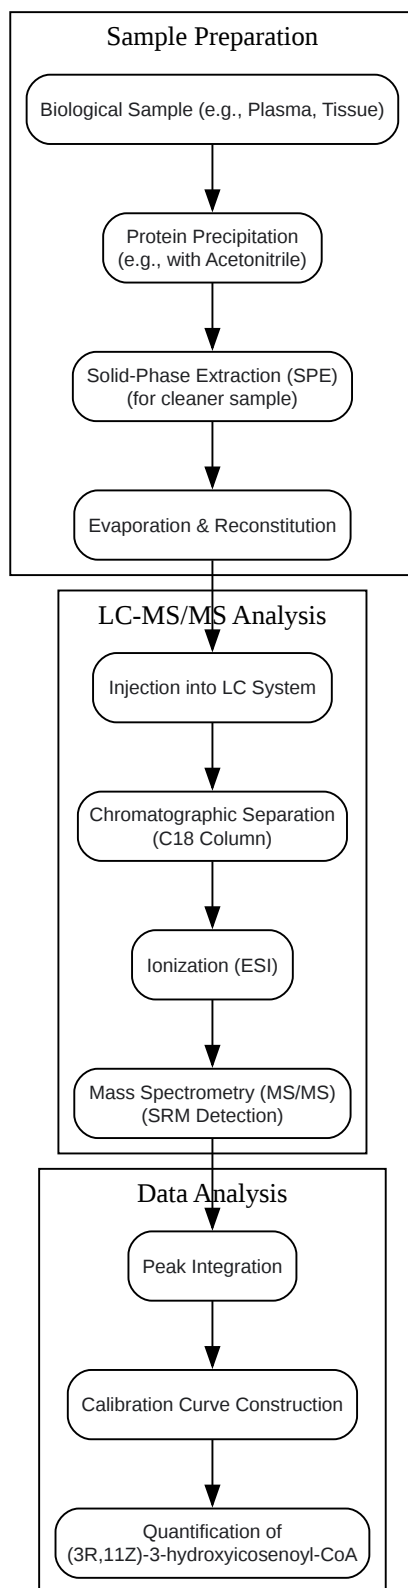 Sample Preparation
Biological Sample (e.g., Plasma, Tissue)
Protein Precipitation
(e.g., with Acetonitrile)
Solid-Phase Extraction (SPE)
(for cleaner sample)
Evaporation & Reconstitution
LC-MS/MS Analysis
Injection into LC System
Chromatographic Separation
(C18 Column)
Ionization (ESI)
Mass Spectrometry (MS/MS)
(SRM Detection)
Data Analysis
Peak Integration
Calibration Curve Construction
Quantification of
(3R,11Z)-3-hydroxyicosenoyl-CoA